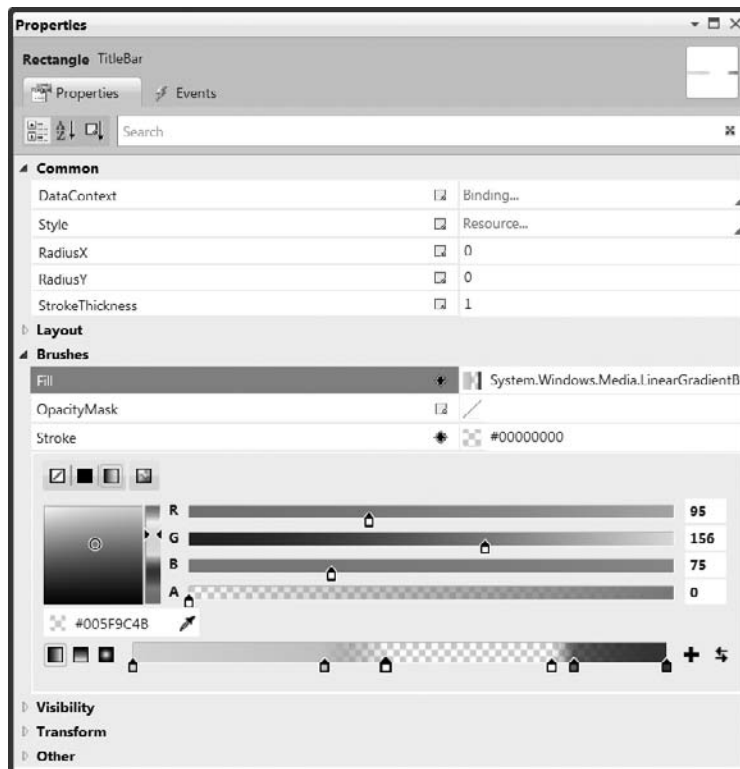 Properties
Rectangle TitleBar
Properties Events
Search
Common
DataContext Binding...
Style Resource...
RadiusX 0
RadiusY 0
StrokeThickness 1
Layout
Brushes
Fill System.Windows.Media.LinearGradientB
OpacityMask
Stroke #00000000
R 95
G 156
B 75
A 0
#005F9C4B
Visibility
Transform
Other